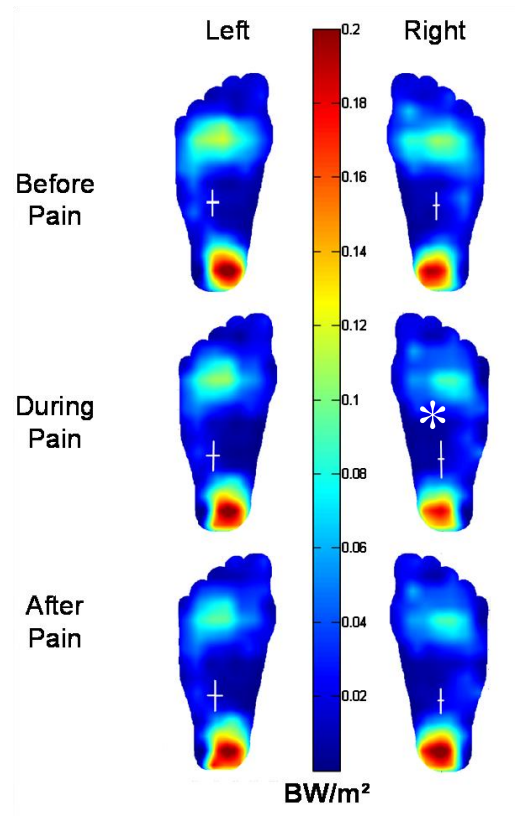 Left
Right
0.2
0.18
0.16
0.14
0.12
0.1
0.08
0.06
0.04
0.02
Before
Pain
During
Pain
*
After
Pain
BW/m²